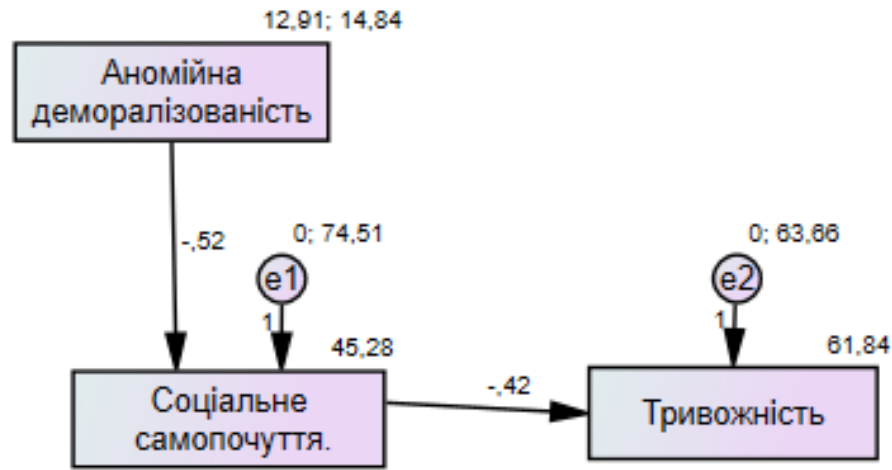 12,91; 14,84
Аномійна
деморалізованість
-,52
0; 74,51
0; 63,66
e1
e2
1
1
45,28
61,84
Соціальне
самопочуття.
-,42
Тривожність